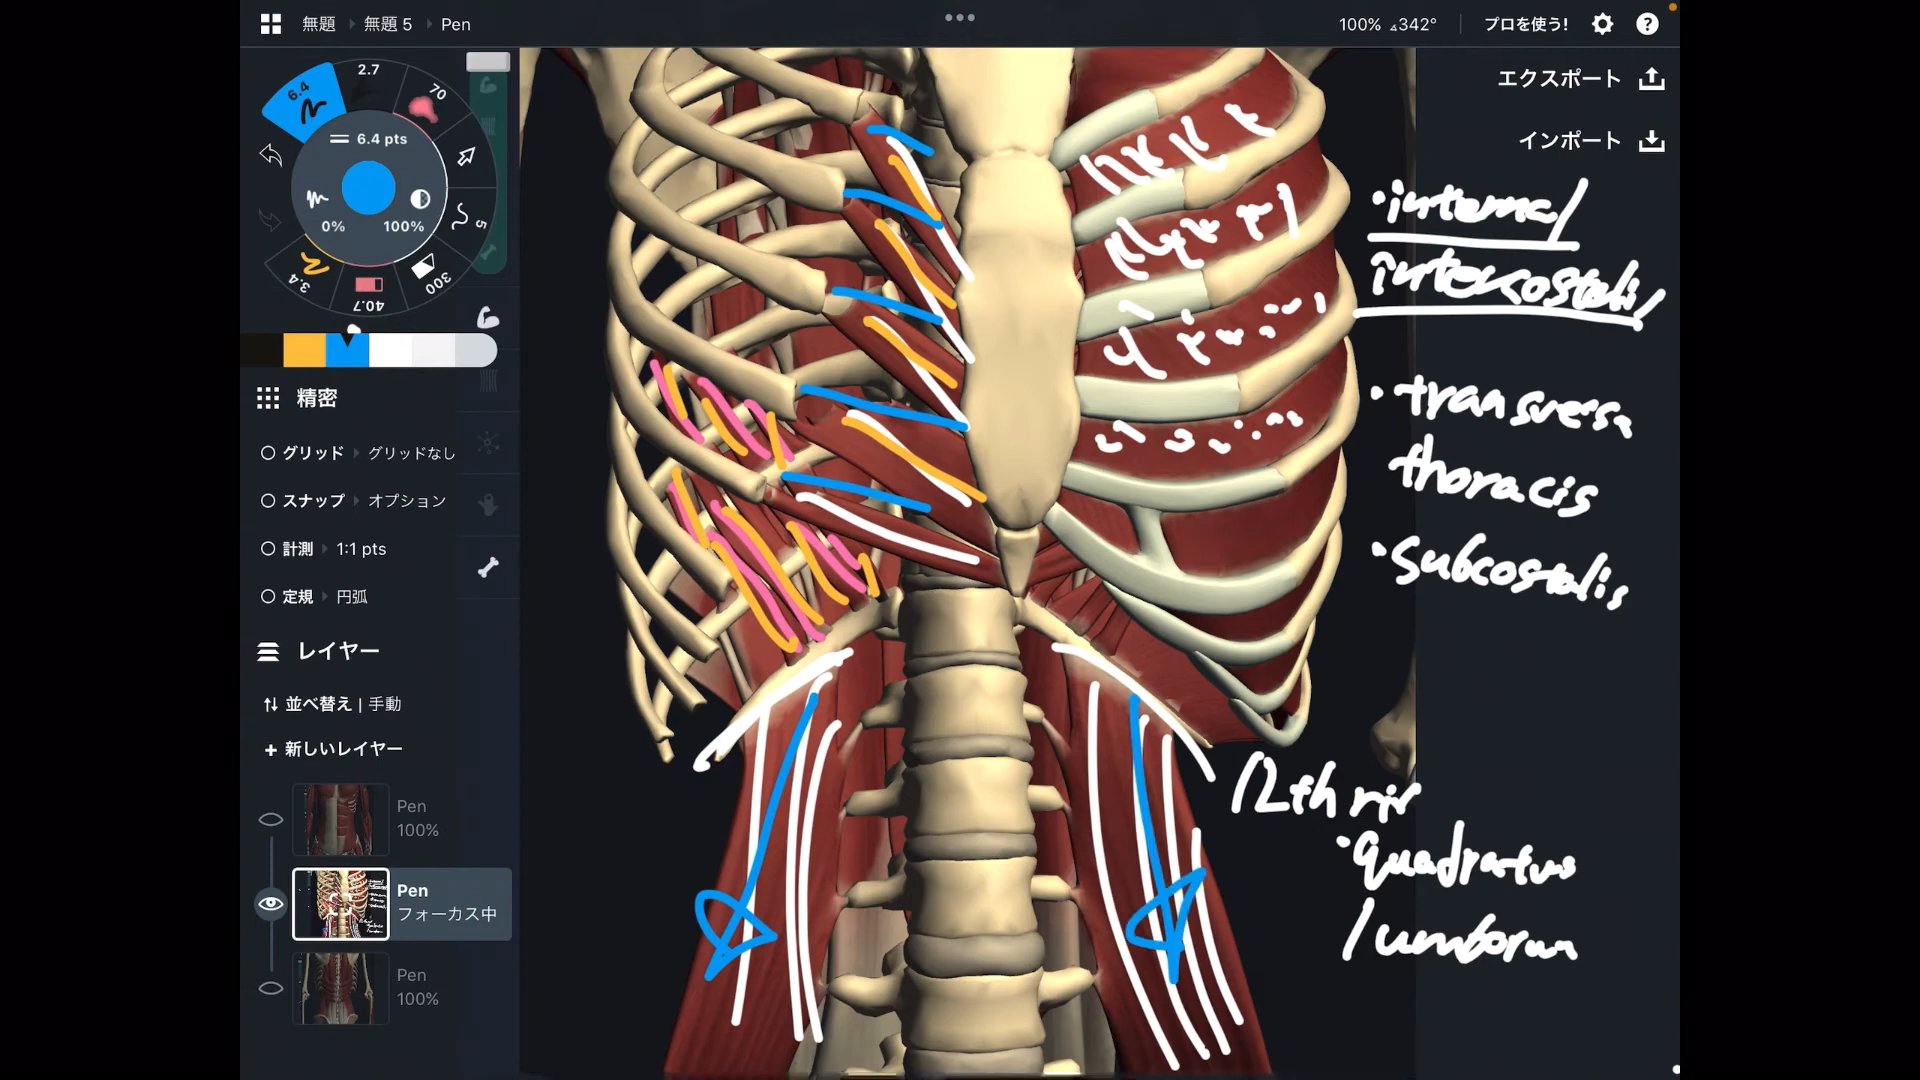 無題 無題 5 Pen
100% 342° プロを使う!
エクスポート
インポート
2.7
6.4
70
6.4 pts
0% 100%
5
300
40.7
3.4
精密
グリッド グリッドなし
スナップ オプション
計測 1:1 pts
定規 円弧
レイヤー
並べ替え | 手動
新しいレイヤー
Pen
100%
Pen
フォーカス中
Pen
100%
・internal
intercostalis
・transversu
thoracis
・subcostalis
12th rib
・quadratus
lumborum